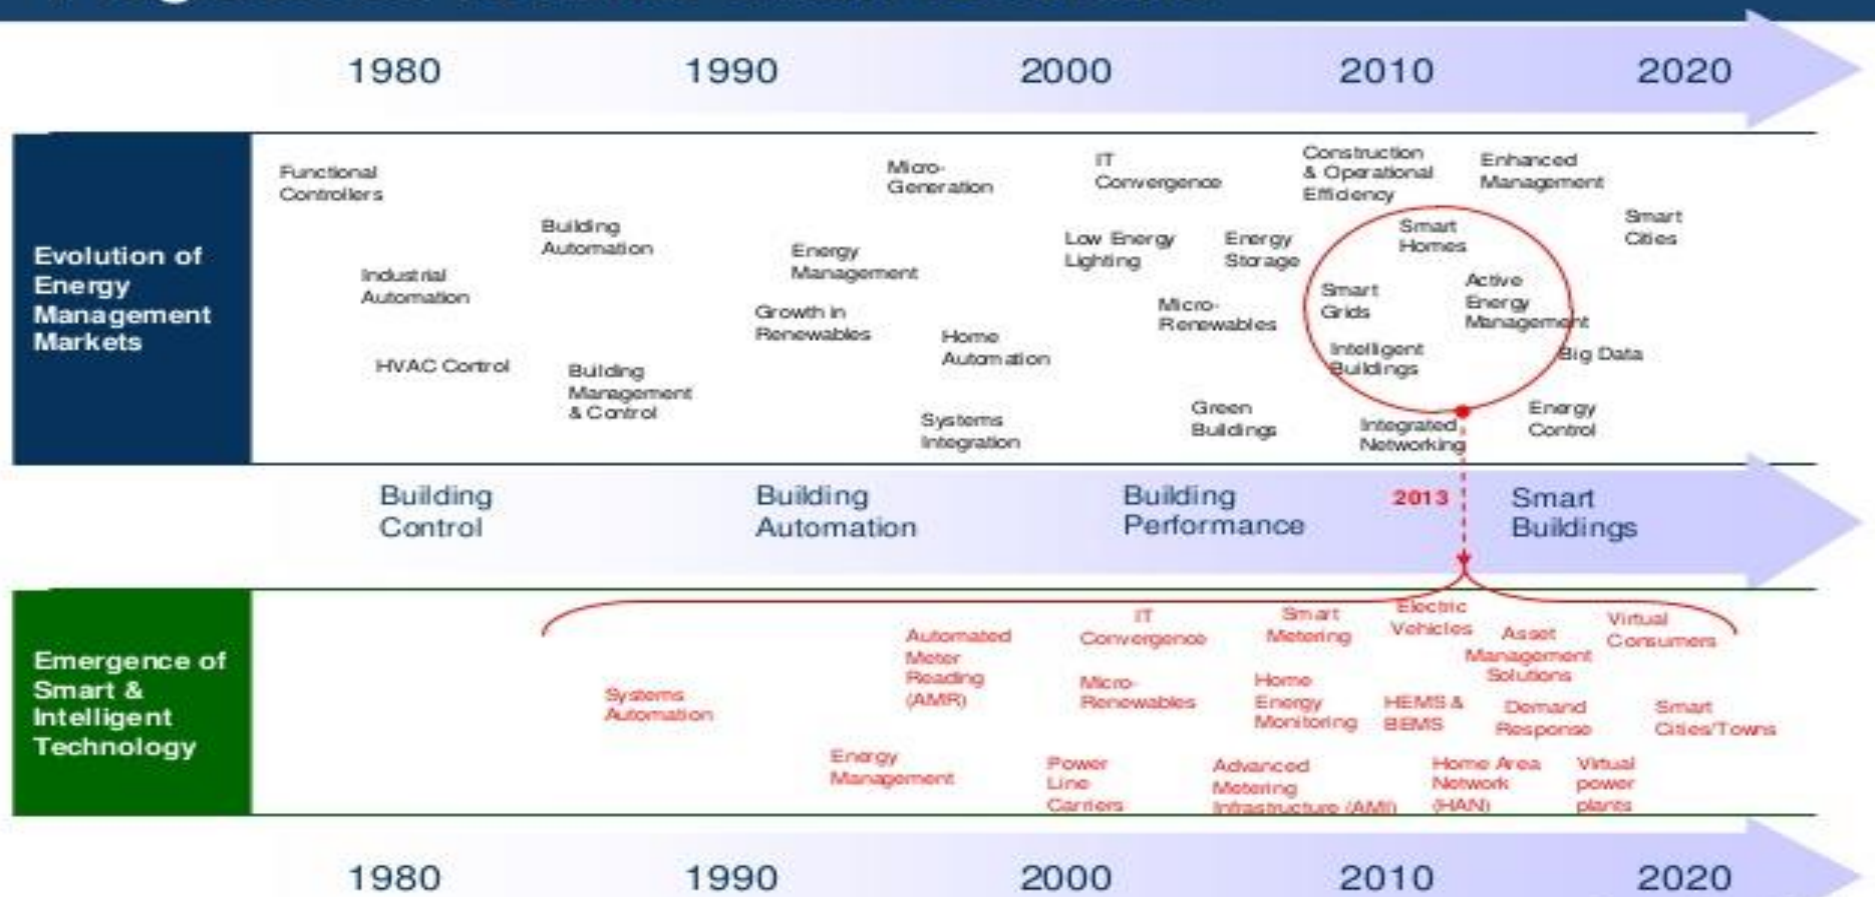 1980 1990 2000 2010 2020
Evolution of
Energy
Management
Markets
Functional
Controllers
Industrial
Automation
HVAC Control
Building
Automation
Building
Management
& Control
Energy
Management
Growth in
Renewables
Micro-
Generation
Home
Automation
Systems
Integration
IT
Convergence
Low Energy
Lighting
Micro-
Renewables
Energy
Storage
Green
Buildings
Construction
& Operational
Efficiency
Smart
Homes
Smart
Grids
Active
Energy
Management
Intelligent
Buildings
Integrated
Networking
Enhanced
Management
Smart
Cities
Big Data
Energy
Control
Building
Control
Building
Automation
Building
Performance
2013
Smart
Buildings
Emergence of
Smart &
Intelligent
Technology
Systems
Automation
Energy
Management
Automated
Meter
Reading
(AMR)
IT
Convergence
Micro-
Renewables
Power
Line
Carriers
Smart
Metering
Home
Energy
Monitoring
Advanced
Metering
Infrastructure (AMI)
Electric
Vehicles
HEMS &
BEMS
Home Area
Network
(HAN)
Asset
Management
Solutions
Demand
Response
Virtual
power
plants
Virtual
Consumers
Smart
Cities/Towns
1980 1990 2000 2010 2020